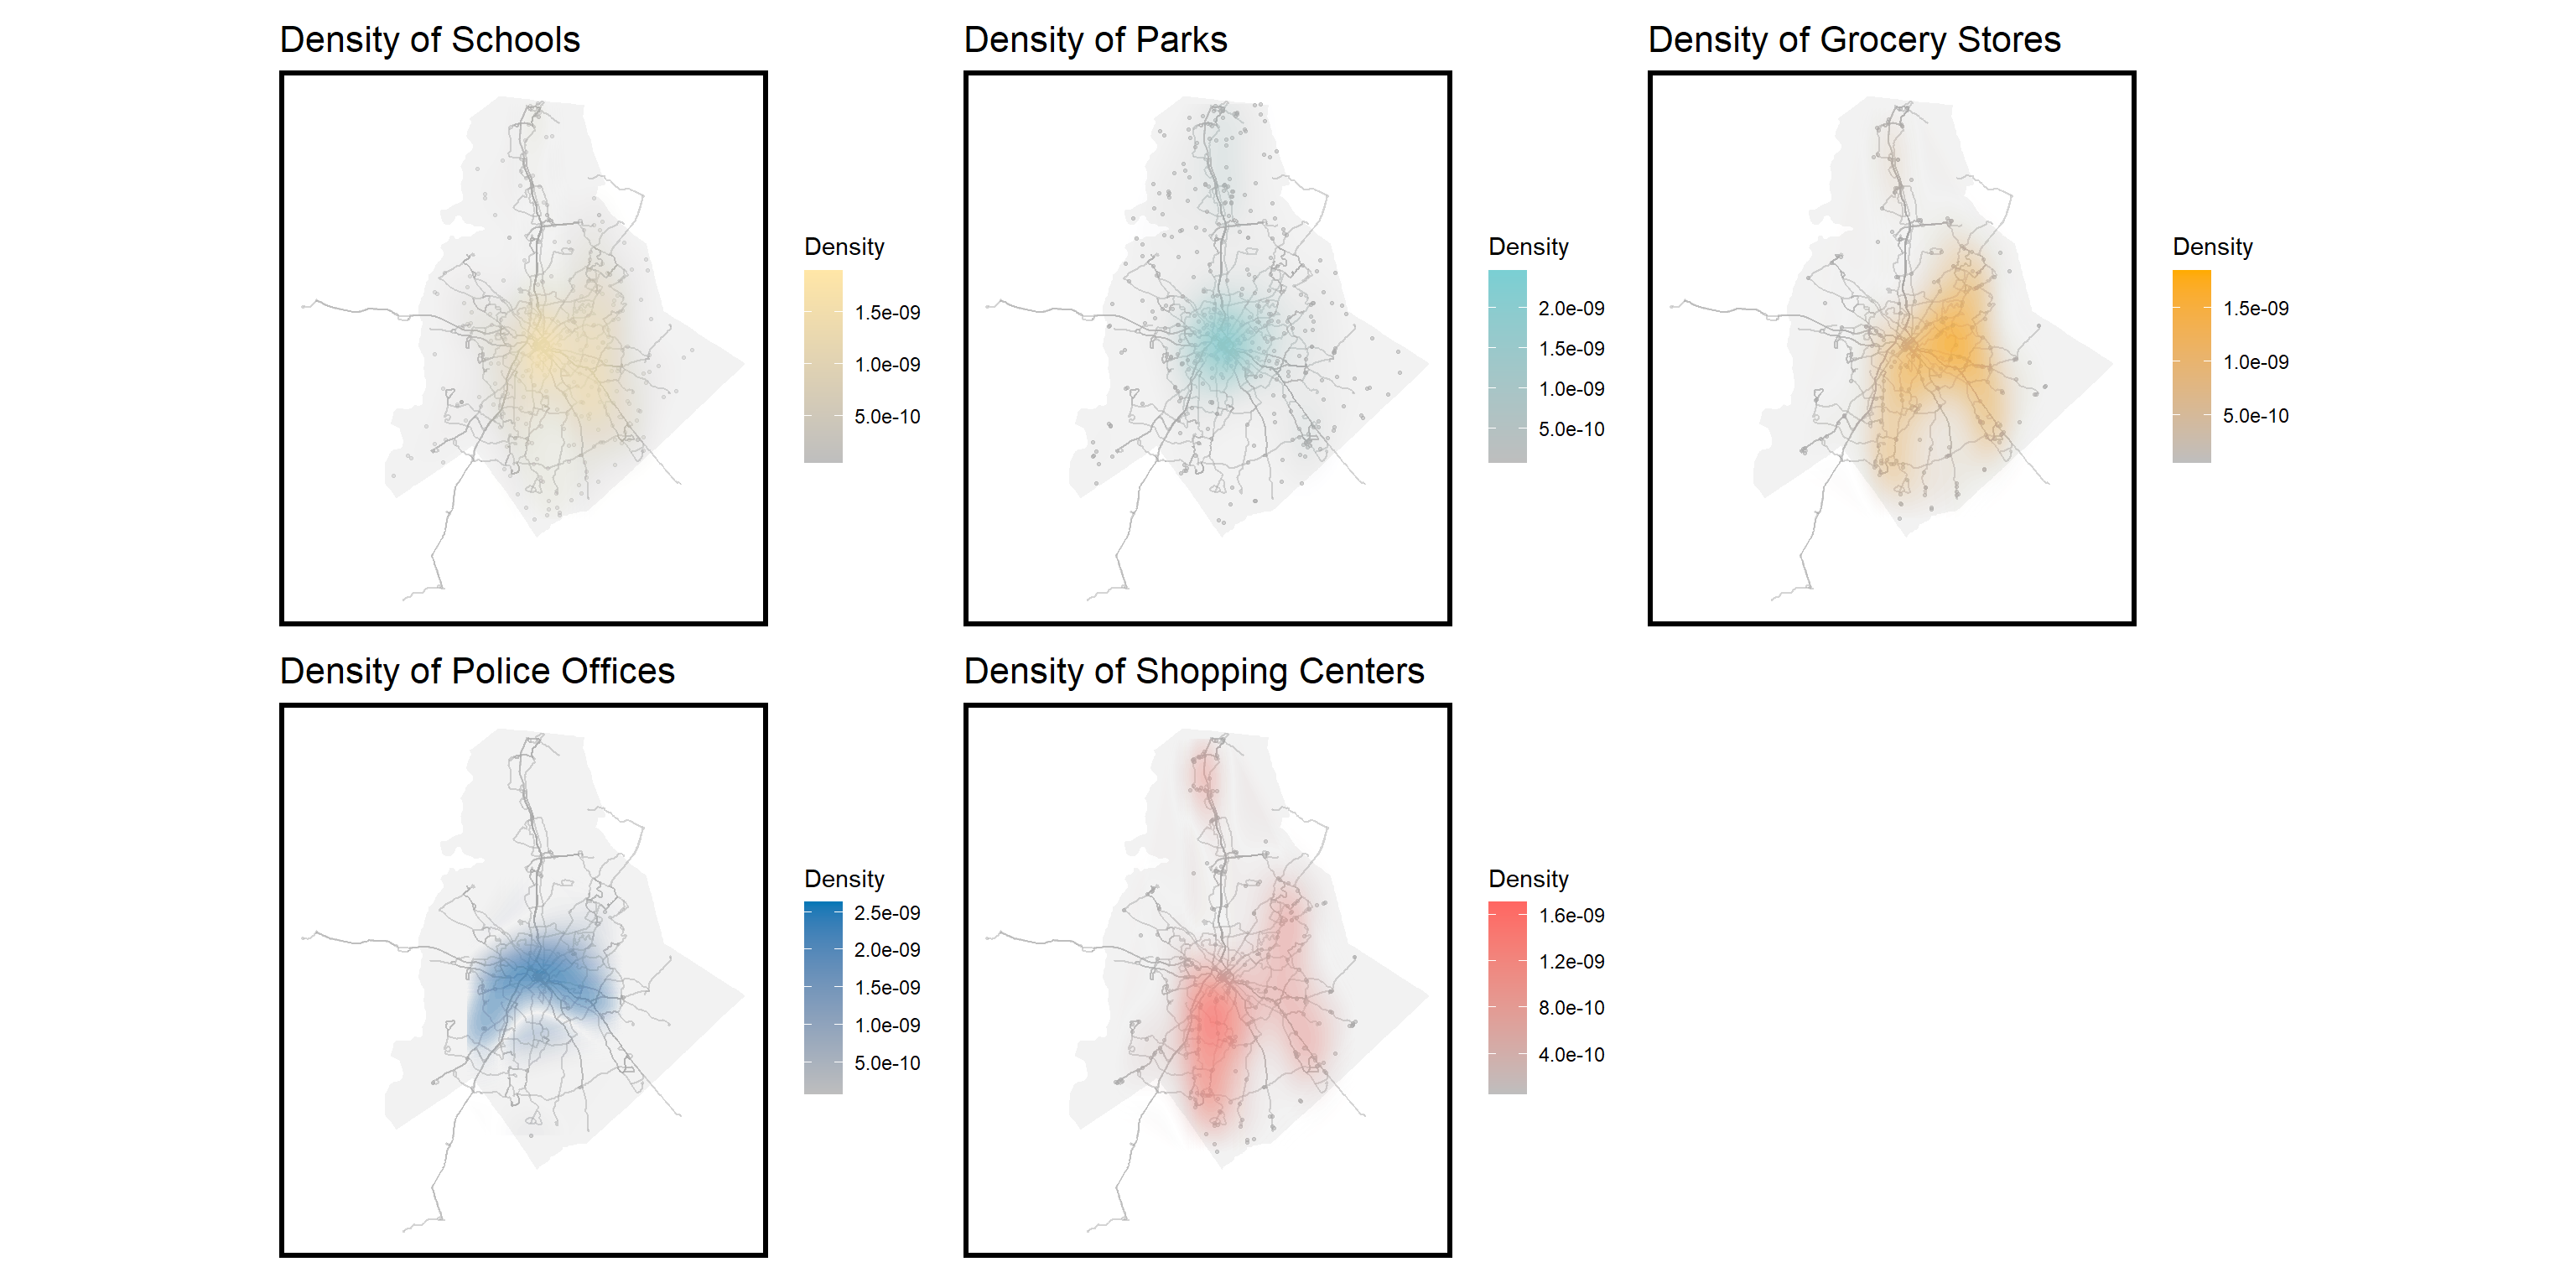 Density of Schools
Density
1.5e-09
1.0e-09
5.0e-10
Density of Parks
Density
2.0e-09
1.5e-09
1.0e-09
5.0e-10
Density of Grocery Stores
Density
1.5e-09
1.0e-09
5.0e-10
Density of Police Offices
Density
2.5e-09
2.0e-09
1.5e-09
1.0e-09
5.0e-10
Density of Shopping Centers
Density
1.6e-09
1.2e-09
8.0e-10
4.0e-10